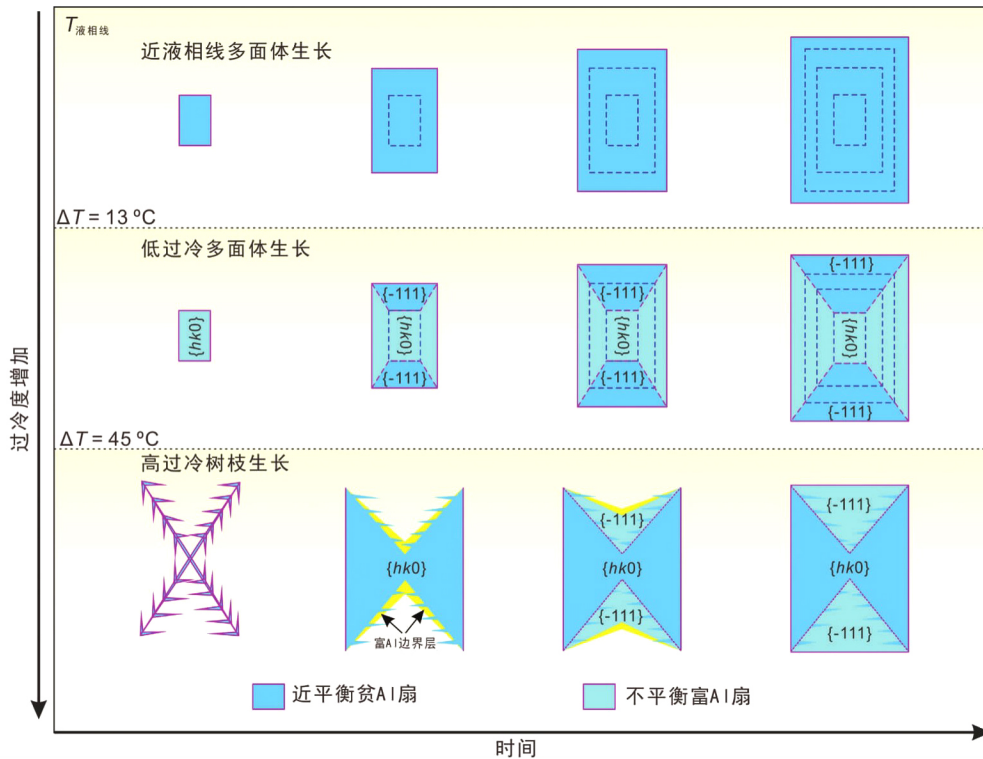 T液相线
近液相线多面体生长
ΔT = 13 ºC
低过冷多面体生长
{hk0}
{-111}
{hk0}
{-111}
{-111}
{hk0}
{-111}
{-111}
{hk0}
{-111}
过冷度增加
ΔT = 45 ºC
高过冷树枝生长
{hk0}
富Al边界层
{-111}
{hk0}
{-111}
{-111}
{hk0}
{-111}
近平衡贫Al扇
不平衡富Al扇
时间